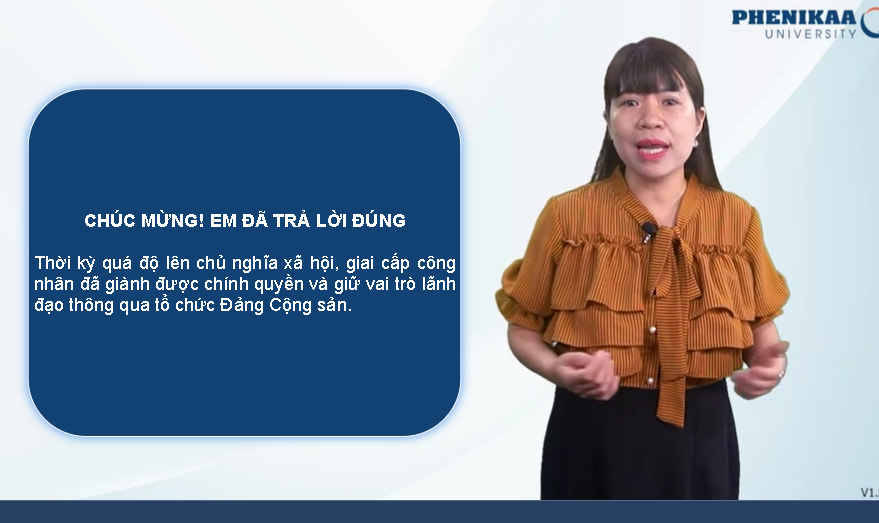 PHENIKAA
UNIVERSITY
CHÚC MỪNG! EM ĐÃ TRẢ LỜI ĐÚNG
Thời kỳ quá độ lên chủ nghĩa xã hội, giai cấp công
nhân đã giành được chính quyền và giữ vai trò lãnh
đạo thông qua tổ chức Đảng Cộng sản.
V1.